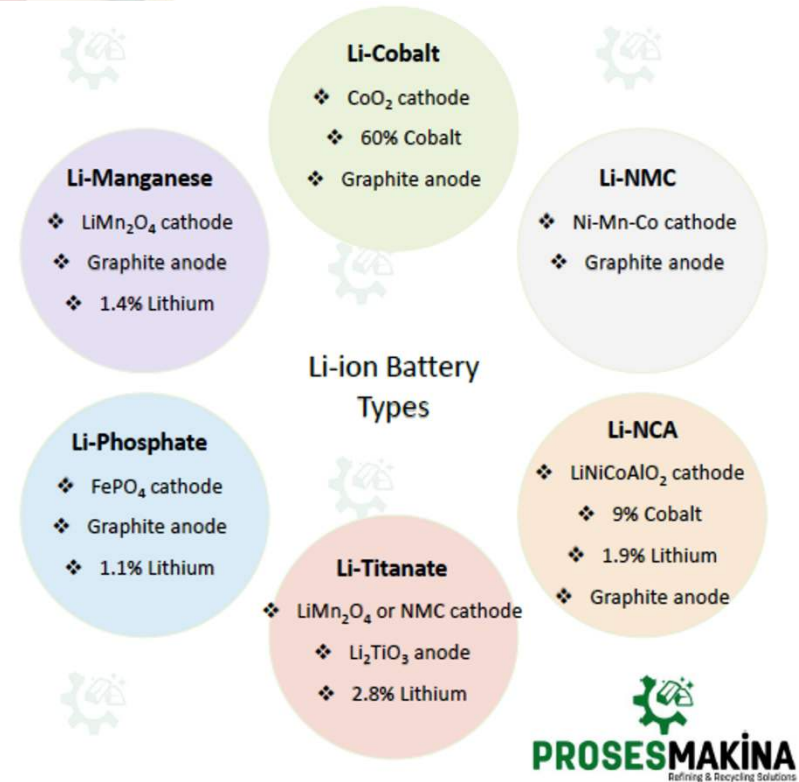 Li-Cobalt
❖ CoO₂ cathode
❖ 60% Cobalt
❖ Graphite anode
Li-Manganese
❖ LiMn₂O₄ cathode
❖ Graphite anode
❖ 1.4% Lithium
Li-NMC
❖ Ni-Mn-Co cathode
❖ Graphite anode
Li-ion Battery
Types
Li-Phosphate
❖ FePO₄ cathode
❖ Graphite anode
❖ 1.1% Lithium
Li-NCA
❖ LiNiCoAlO₂ cathode
❖ 9% Cobalt
❖ 1.9% Lithium
❖ Graphite anode
Li-Titanate
❖ LiMn₂O₄ or NMC cathode
❖ Li₂TiO₃ anode
❖ 2.8% Lithium
PROSESMAKİNA
Refining & Recycling Solutions